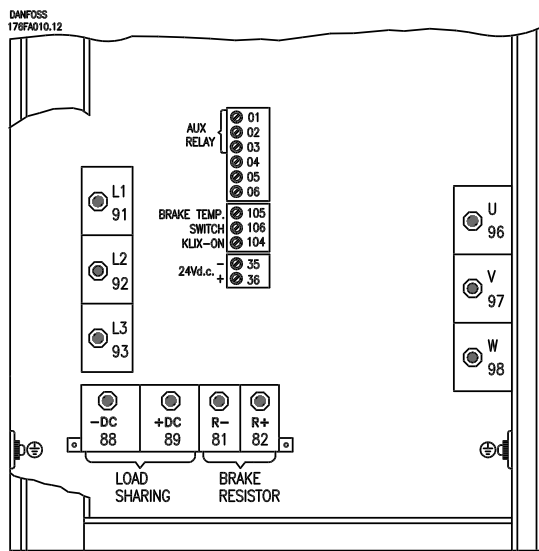 DANFOSS
176FA010.12
AUX
RELAY
01
02
03
04
05
06
BRAKE TEMP.
SWITCH
KLIX-ON
105
106
104
24Vd.c.
-
+
35
36
L1
91
L2
92
L3
93
U
96
V
97
W
98
-DC
88
+DC
89
R-
81
R+
82
LOAD
SHARING
BRAKE
RESISTOR